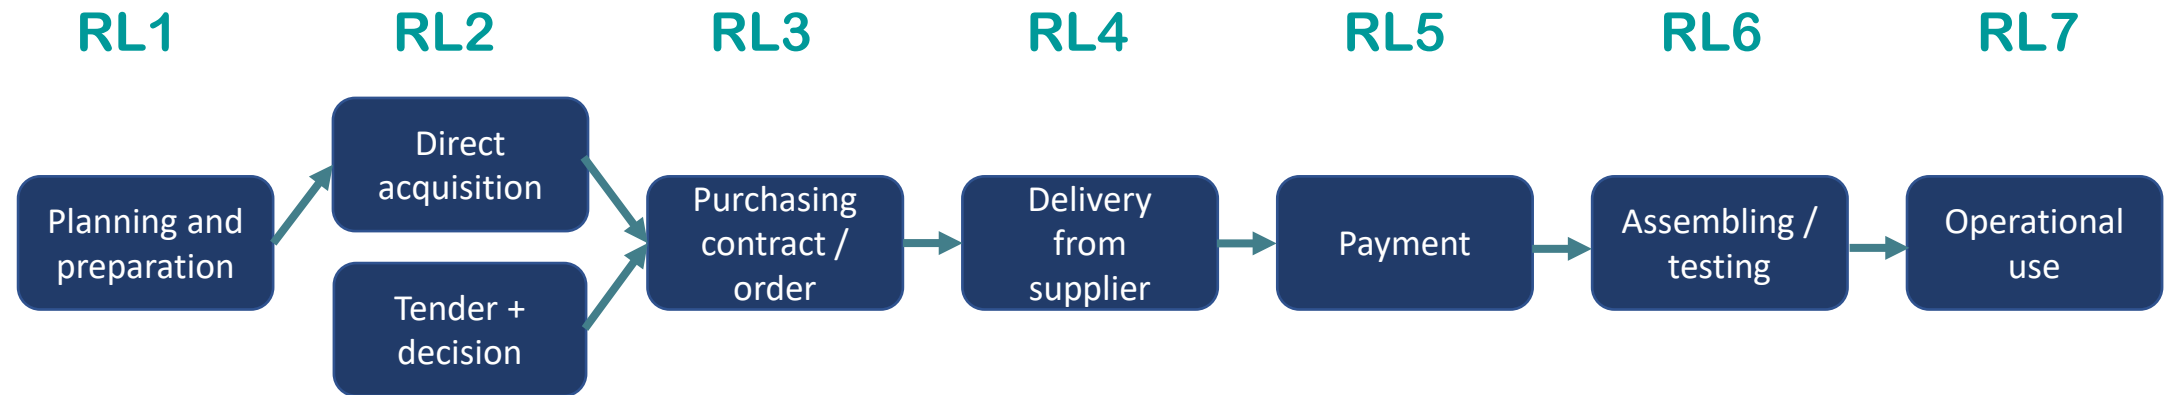 RL1
RL2
RL3
RL4
RL5
RL6
RL7
Planning and
preparation
Direct
acquisition
Tender +
decision
Purchasing
contract /
order
Delivery
from
supplier
Payment
Assembling /
testing
Operational
use